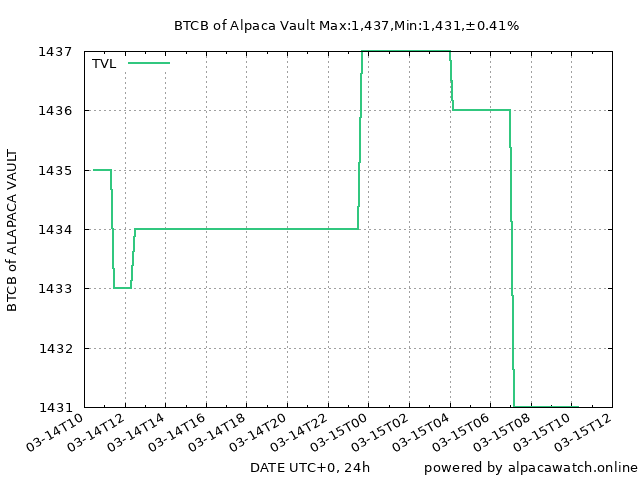 BTCB of Alpaca Vault Max:1,437,Min:1,431,±0.41%
TVL
1437
1436
1435
1434
1433
1432
1431
BTCB of ALAPACA VAULT
03-14T10
03-14T12
03-14T14
03-14T16
03-14T18
03-14T20
03-14T22
03-15T00
03-15T02
03-15T04
03-15T06
03-15T08
03-15T10
03-15T12
DATE UTC+0, 24h
powered by alpacawatch.online